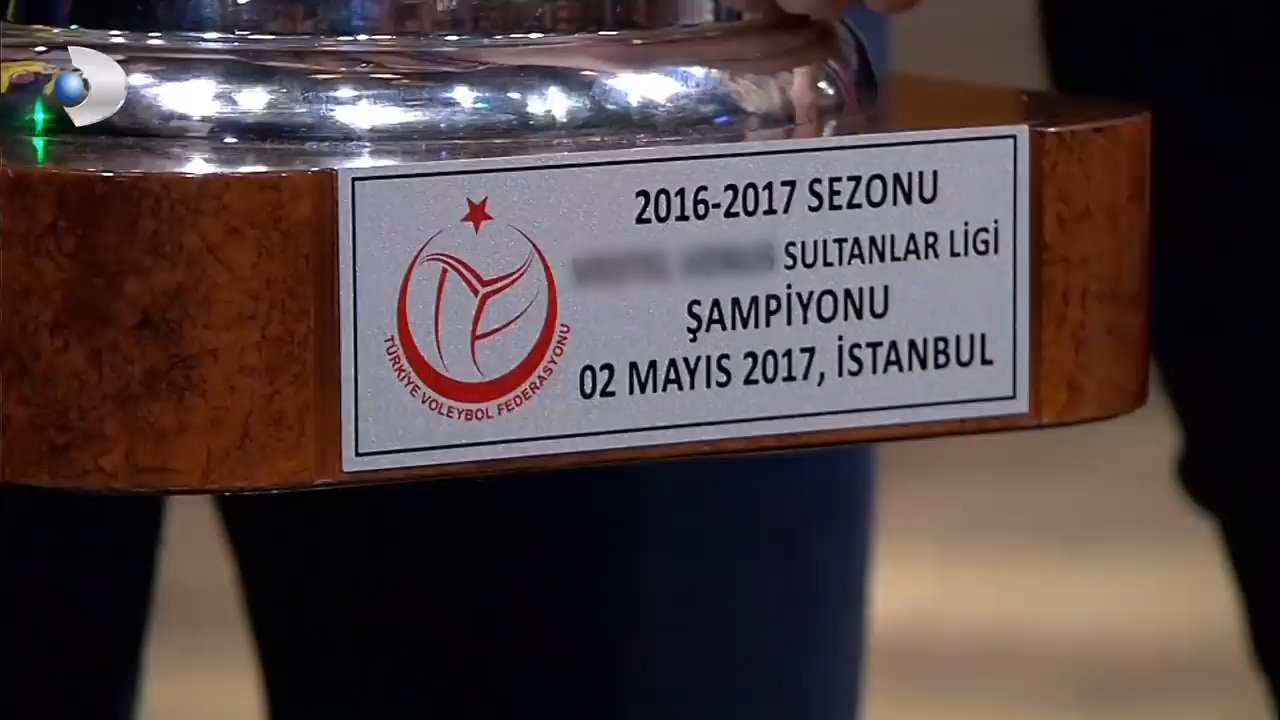 2016-2017 SEZONU
SULTANLAR LİGİ
ŞAMPİYONU
02 MAYIS 2017, İSTANBUL
TÜRKİYE VOLEYBOL FEDERASYONU